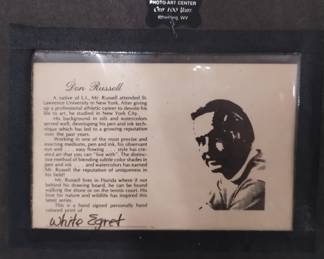 PHOTO-ART CENTER
Our 100 Years
Wheeling, WV
Don Russell
A native of L.I., Mr. Russell attended St.
Lawrence University in New York. After giving
up a professional athletic career to devote his
life to art, he studied in New York City.
His background in oils and watercolors
served well, developing his pen and ink tech-
nique which has led to a growing reputation
over the past years.
Working in one of the most precise and
exacting mediums, pen and ink, his observant
flair and . . . easy flowing . . . style has cre-
ated art that you can "live with". The distinc-
tive method of blending subtle color shades in
pen and ink . . . and watercolors has earned
Mr. Russell the reputation of uniqueness in
his field!
Mr. Russell lives in Florida where if not
behind his drawing board, he can be found
walking the shore or on the tennis court. His
love for nature and wildlife has inspired this
latest series.
This is a hand signed personally hand
colored print of
White Egret